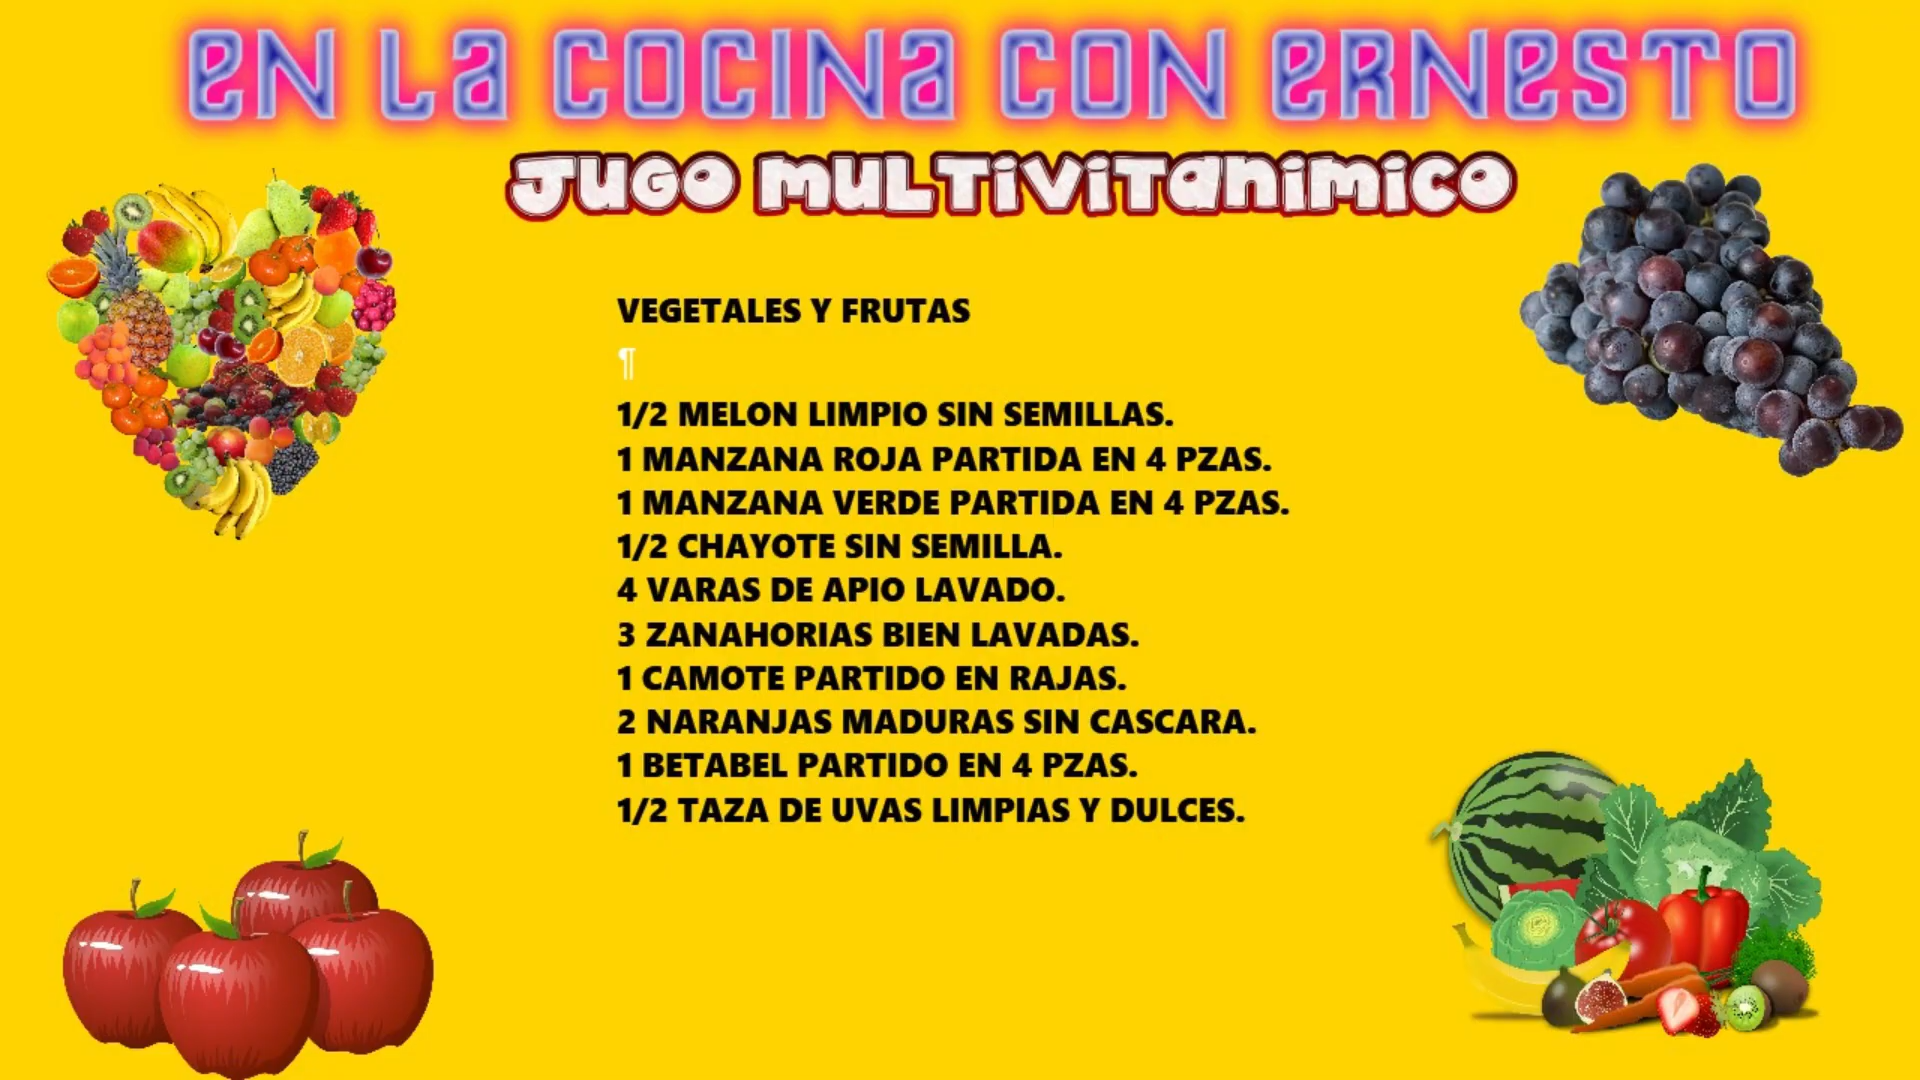 EN LA COCINA CON ERNESTO
JUGO MULTIVITANIMICO
VEGETALES Y FRUTAS
¶
1/2 MELON LIMPIO SIN SEMILLAS.
1 MANZANA ROJA PARTIDA EN 4 PZAS.
1 MANZANA VERDE PARTIDA EN 4 PZAS.
1/2 CHAYOTE SIN SEMILLA.
4 VARAS DE APIO LAVADO.
3 ZANAHORIAS BIEN LAVADAS.
1 CAMOTE PARTIDO EN RAJAS.
2 NARANJAS MADURAS SIN CASCARA.
1 BETABEL PARTIDO EN 4 PZAS.
1/2 TAZA DE UVAS LIMPIAS Y DULCES.